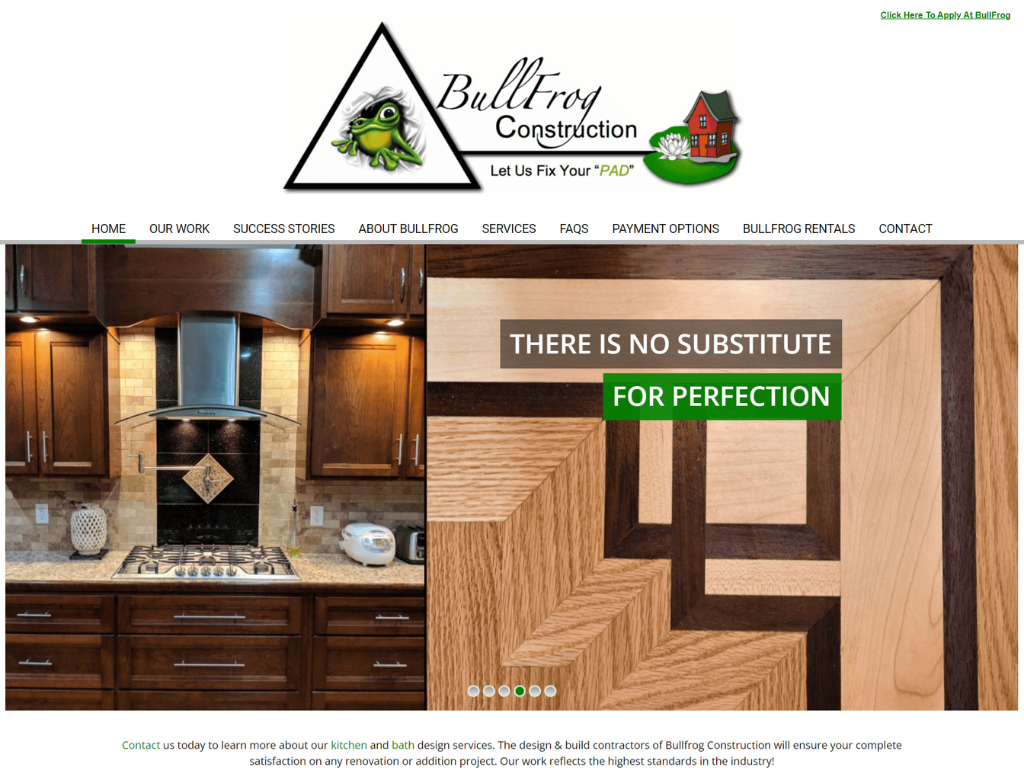 Click Here To Apply At BullFrog
BullFrog
Construction
Let Us Fix Your “PAD”
HOME OUR WORK SUCCESS STORIES ABOUT BULLFROG SERVICES FAQS PAYMENT OPTIONS BULLFROG RENTALS CONTACT
THERE IS NO SUBSTITUTE
FOR PERFECTION
Contact us today to learn more about our kitchen and bath design services. The design & build contractors of Bullfrog Construction will ensure your complete
satisfaction on any renovation or addition project. Our work reflects the highest standards in the industry!